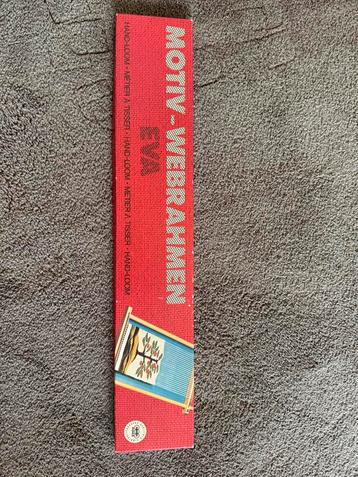 MOTIV-WEBRAHMEN
EVA
HAND-LOOM • METIER À TISSER • HAND-LOOM • METIER À TISSER • HAND-LOOM